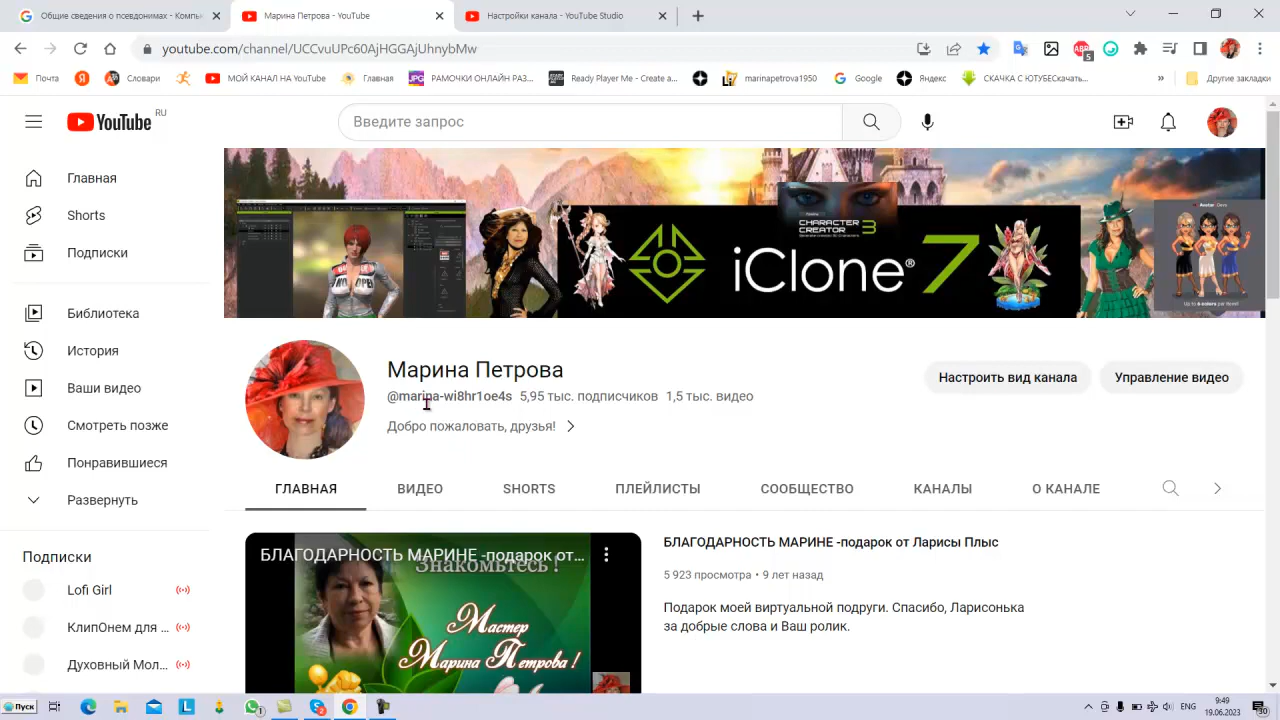 Общие сведения о псевдонимах - Компь
Марина Петрова - YouTube
Настройки канала - YouTube Studio
youtube.com/channel/UCCvuUPc60AjHGGAjUhnybMw
5
Почта
Словари
МОЙ КАНАЛ НА YouTube
Главная
РАМОЧКИ ОНЛАЙН РАЗ...
Ready Player Me - Create a...
marinapetrova1950
Google
Яндекс
СКАЧКА С ЮТУБЕСкачать...
»
Другие закладки
YouTube RU
Введите запрос
Главная
Shorts
Подписки
Библиотека
История
Ваши видео
Смотреть позже
Понравившиеся
Развернуть
Подписки
Lofi Girl
КлипОнем для ...
Духовный Мол...
CHARACTER
CREATOR 3
iClone® 7
Марина Петрова
@marina-wi8hr1oe4s 5,95 тыс. подписчиков 1,5 тыс. видео
Добро пожаловать, друзья!
Настроить вид канала
Управление видео
ГЛАВНАЯ
ВИДЕО
SHORTS
ПЛЕЙЛИСТЫ
СООБЩЕСТВО
КАНАЛЫ
О КАНАЛЕ
БЛАГОДАРНОСТЬ МАРИНЕ -подарок от...
Знакомьтесь !
Мастер
Марина Петрова !
БЛАГОДАРНОСТЬ МАРИНЕ -подарок от Ларисы Плыс
5 923 просмотра • 9 лет назад
Подарок моей виртуальной подруги. Спасибо, Ларисонька
за добрые слова и Ваш ролик.
Пуск
ENG
9:49
19.06.2023
30